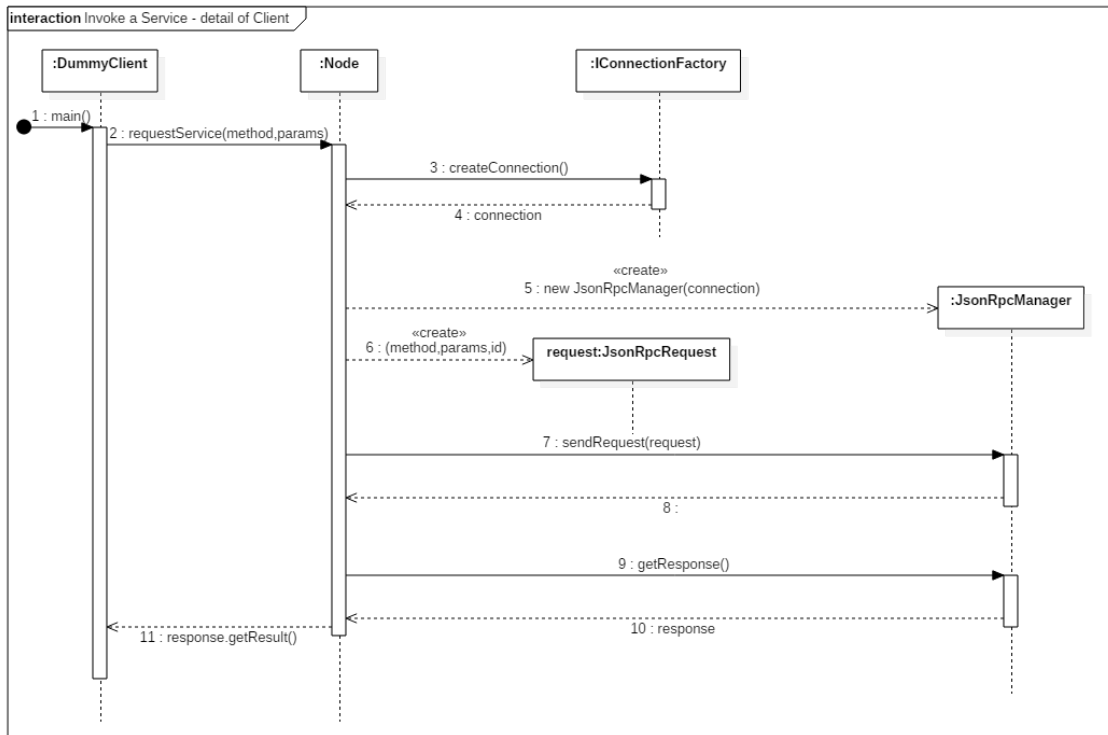 interaction Invoke a Service - detail of Client
:DummyClient
:Node
:IConnectionFactory
1 : main()
2 : requestService(method,params)
3 : createConnection()
4 : connection
«create»
5 : new JsonRpcManager(connection)
:JsonRpcManager
«create»
6 : (method,params,id)
request:JsonRpcRequest
7 : sendRequest(request)
8 :
9 : getResponse()
10 : response
11 : response.getResult()